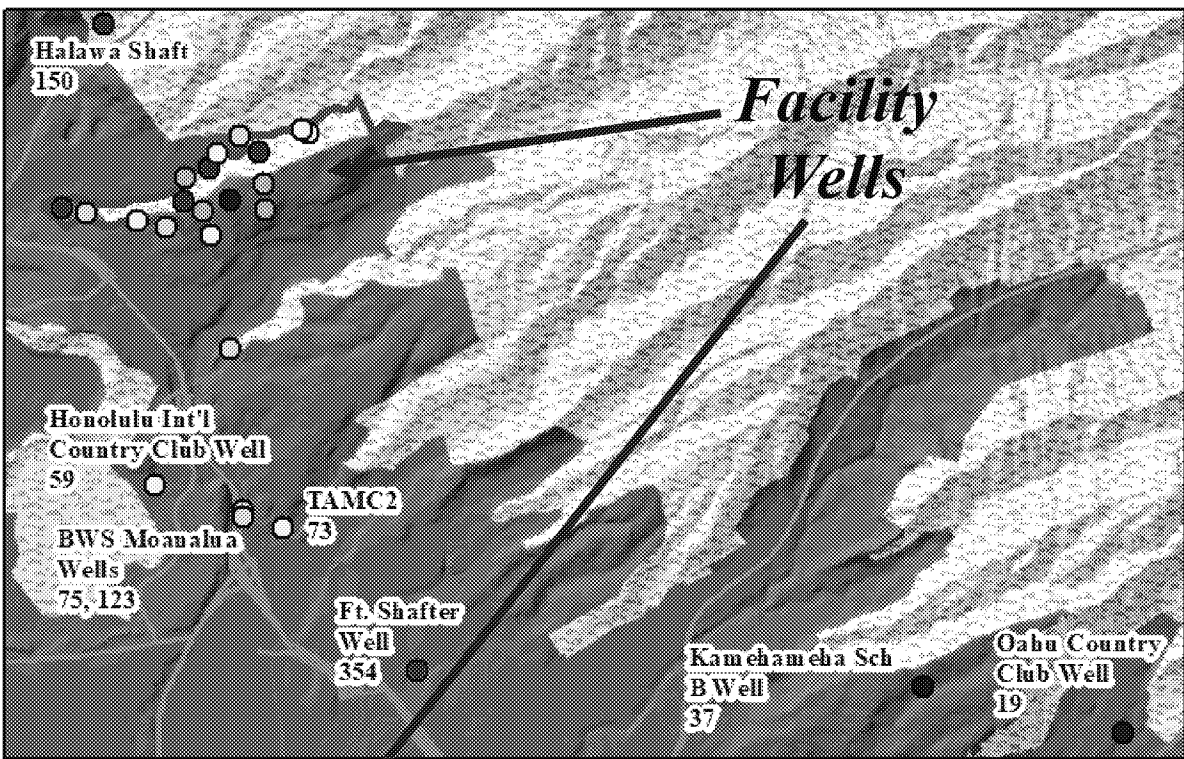 Halawa Shaft
150
Facility
Wells
Honolulu Int'l
Country Club Well
59
TAMC2
73
BWS Moanalua
Wells
75, 123
Ft. Shafter
Well
354
Kamehameha Sch
B Well
37
Oahu Country
Club Well
19